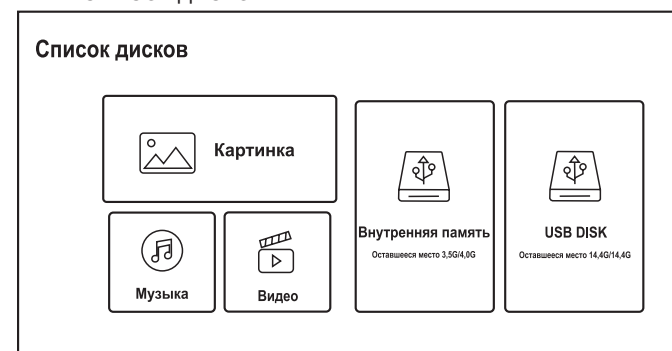 Список дисков
Картинка
Музыка
Видео
Внутренняя память
Оставшееся место 3,5G/4,0G
USB DISK
Оставшееся место 14,4G/14,4G